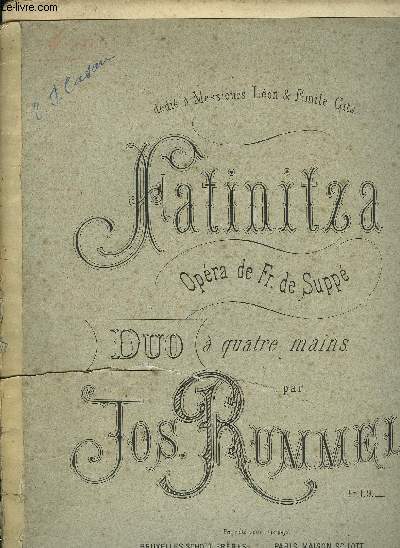 www.le-livre.com
dédié à Messieurs Léon & Emile
Fatinitza
Opéra de Fr. de Suppé
DUO à quatre mains
par
JOS. RUMMEL
BRUXELLES, SCHOTT FRÈRES PARIS, MAISON SCHOTT